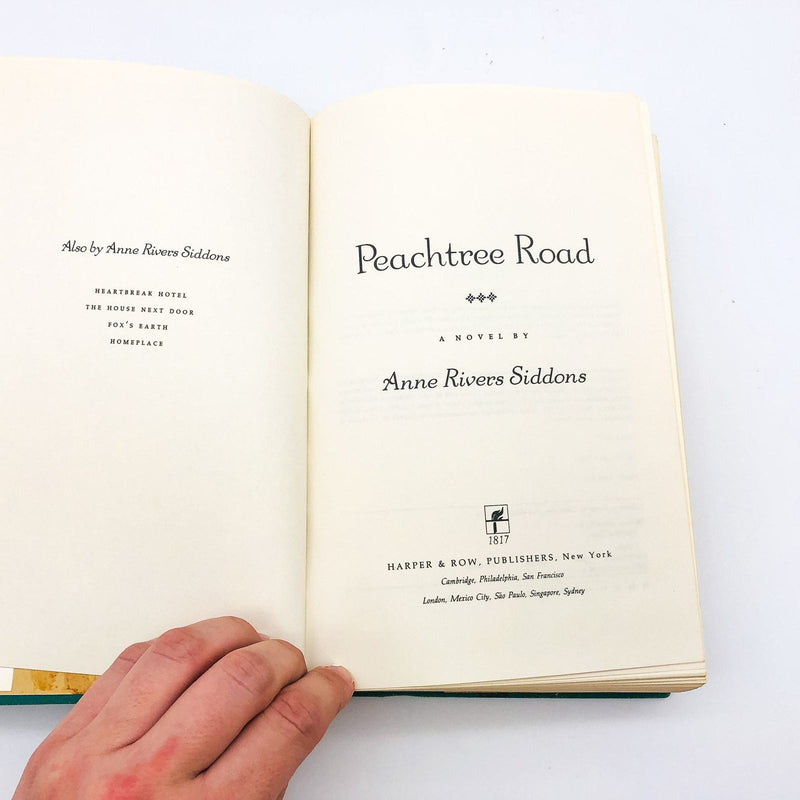 Also by Anne Rivers Siddons
HEARTBREAK HOTEL
THE HOUSE NEXT DOOR
FOX'S EARTH
HOMEPLACE
Peachtree Road
A NOVEL BY
Anne Rivers Siddons
1817
HARPER & ROW, PUBLISHERS, New York
Cambridge, Philadelphia, San Francisco
London, Mexico City, São Paulo, Singapore, Sydney